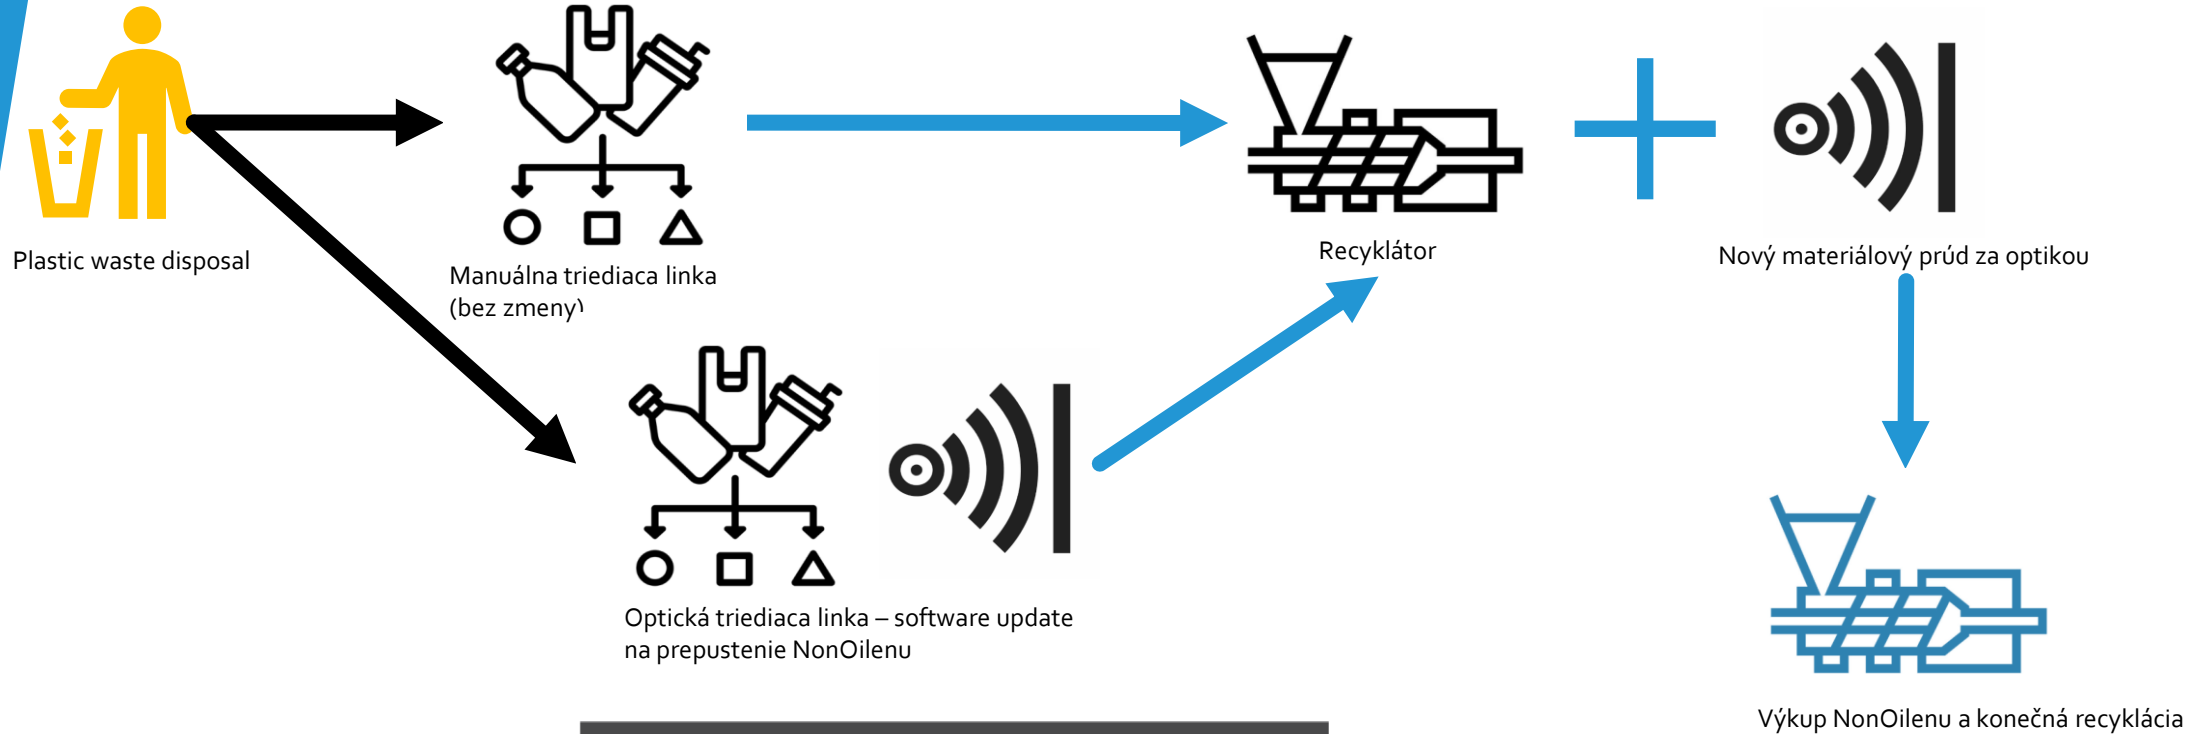 Plastic waste disposal
Manuálna triediaca linka
(bez zmeny)
Recyklátor
Nový materiálový prúd za optikou
Optická triediaca linka – software update
na prepustenie NonOilenu
Výkup NonOilenu a konečná recyklácia